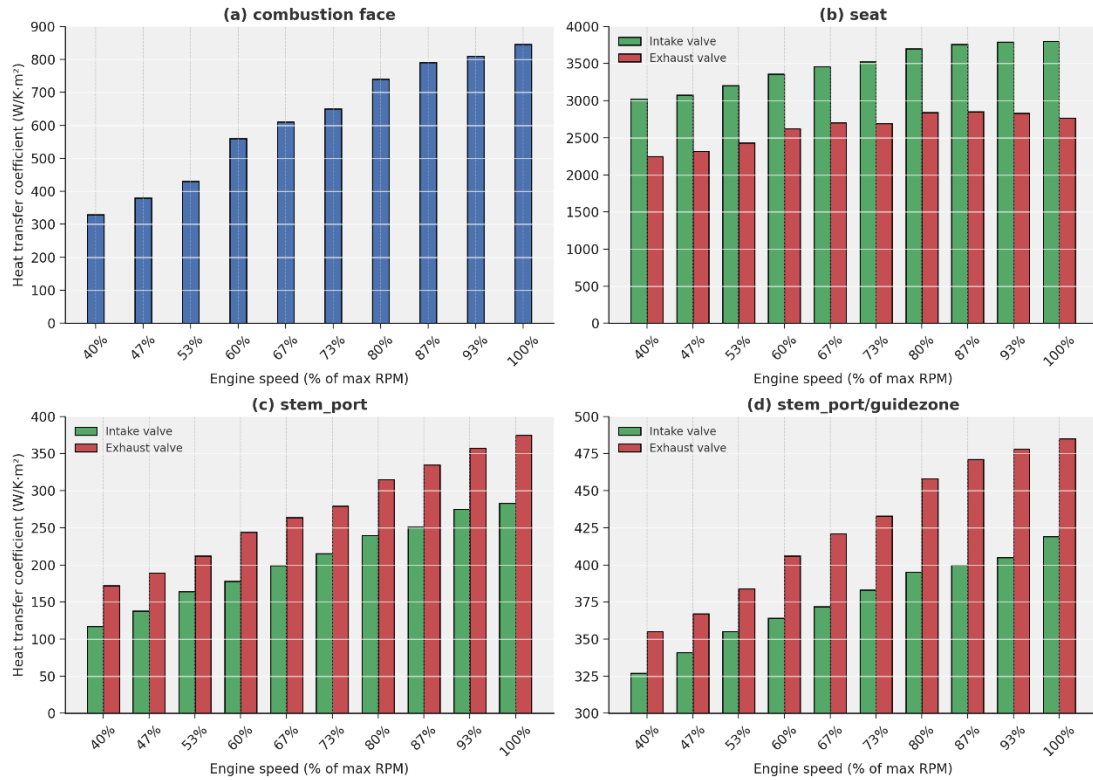 (a) combustion face
Heat transfer coefficient (W/K·m²)
900
800
700
600
500
400
300
200
100
0
40% 47% 53% 60% 67% 73% 80% 87% 93% 100%
Engine speed (% of max RPM)
(b) seat
Intake valve
Exhaust valve
4000
3500
3000
2500
2000
1500
1000
500
0
40% 47% 53% 60% 67% 73% 80% 87% 93% 100%
Engine speed (% of max RPM)
(c) stem_port
Heat transfer coefficient (W/K·m²)
Intake valve
Exhaust valve
400
350
300
250
200
150
100
50
0
40% 47% 53% 60% 67% 73% 80% 87% 93% 100%
Engine speed (% of max RPM)
(d) stem_port/guidezone
Intake valve
Exhaust valve
500
475
450
425
400
375
350
325
300
40% 47% 53% 60% 67% 73% 80% 87% 93% 100%
Engine speed (% of max RPM)